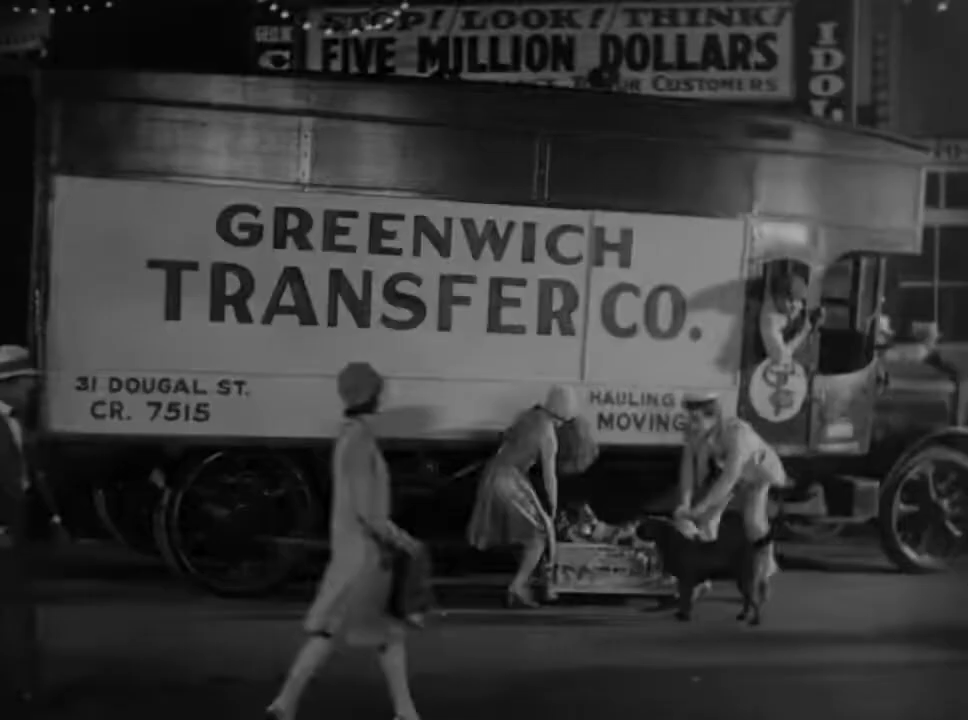 STOP! LOOK! THINK!
FIVE MILLION DOLLARS
CUSTOMERS
IDOL
GREENWICH
TRANSFER CO.
31 DOUGAL ST.
CR. 7515
HAULING
MOVING